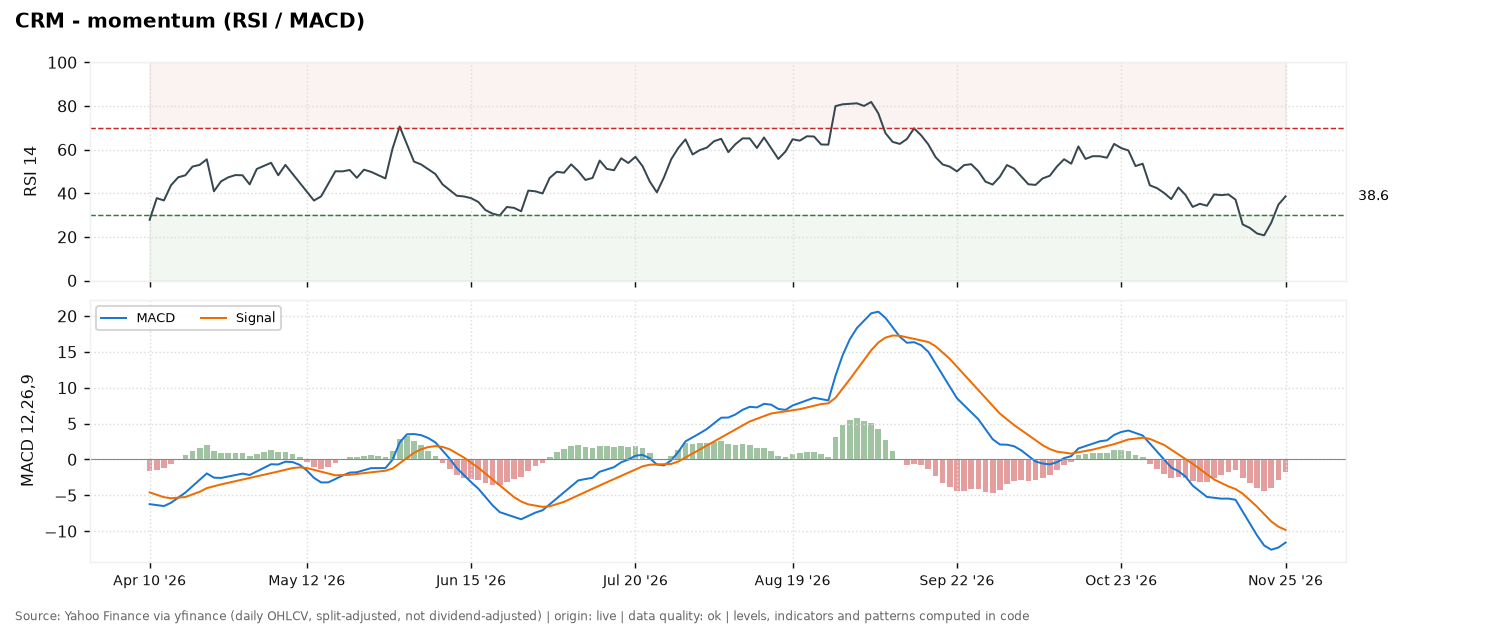 CRM - momentum (RSI / MACD)
100
80
60
40
20
0
RSI 14
38.6
MACD
Signal
20
15
10
5
0
−5
−10
MACD 12,26,9
Apr 10 '26
May 12 '26
Jun 15 '26
Jul 20 '26
Aug 19 '26
Sep 22 '26
Oct 23 '26
Nov 25 '26
Source: Yahoo Finance via yfinance (daily OHLCV, split-adjusted, not dividend-adjusted) | origin: live | data quality: ok | levels, indicators and patterns computed in code